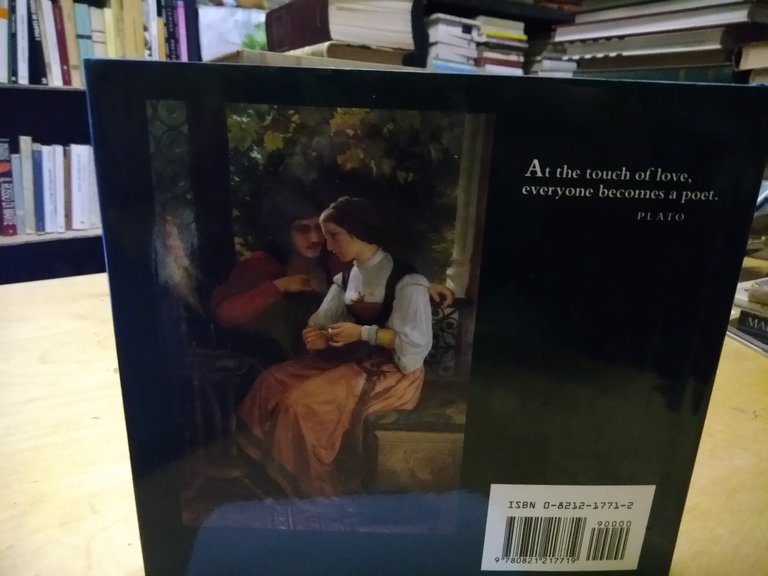 At the touch of love,
everyone becomes a poet.
PLATO
ISBN 0-8212-1771-2
90000
9 780821 217719